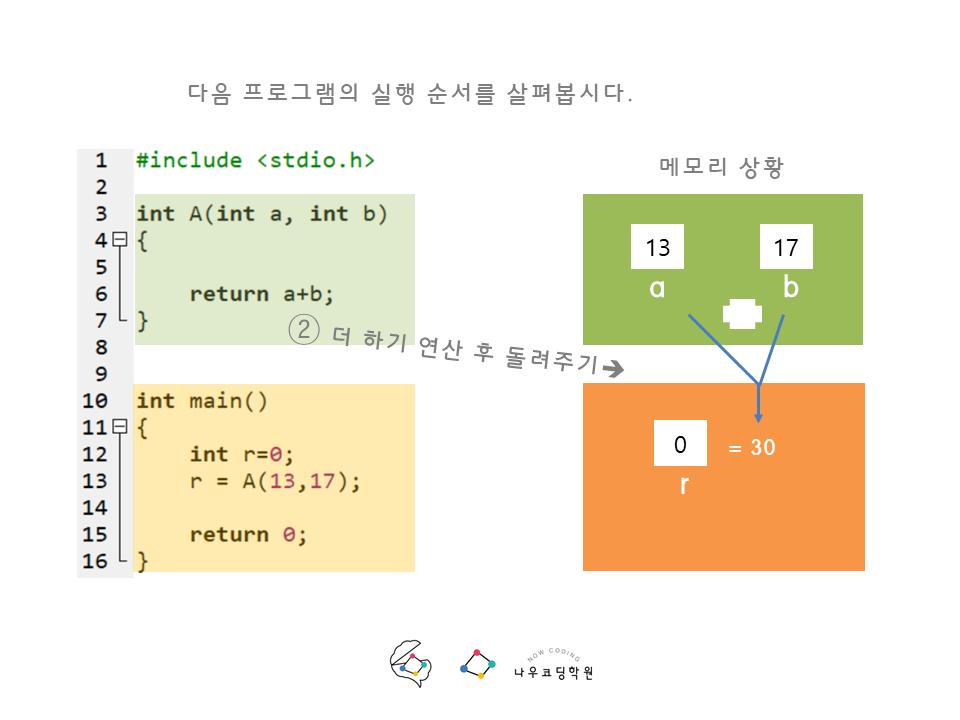 다음 프로그램의 실행 순서를 살펴봅시다.
메모리 상황
1 #include <stdio.h>
2
3 int A(int a, int b)
4 {
5
6 return a+b;
7 }
8
9
10 int main()
11 {
12 int r=0;
13 r = A(13,17);
14
15 return 0;
16 }
② 더 하기 연산 후 돌려주기➔
13 17
a b
0 = 30
r
NOW CODING
나우코딩학원